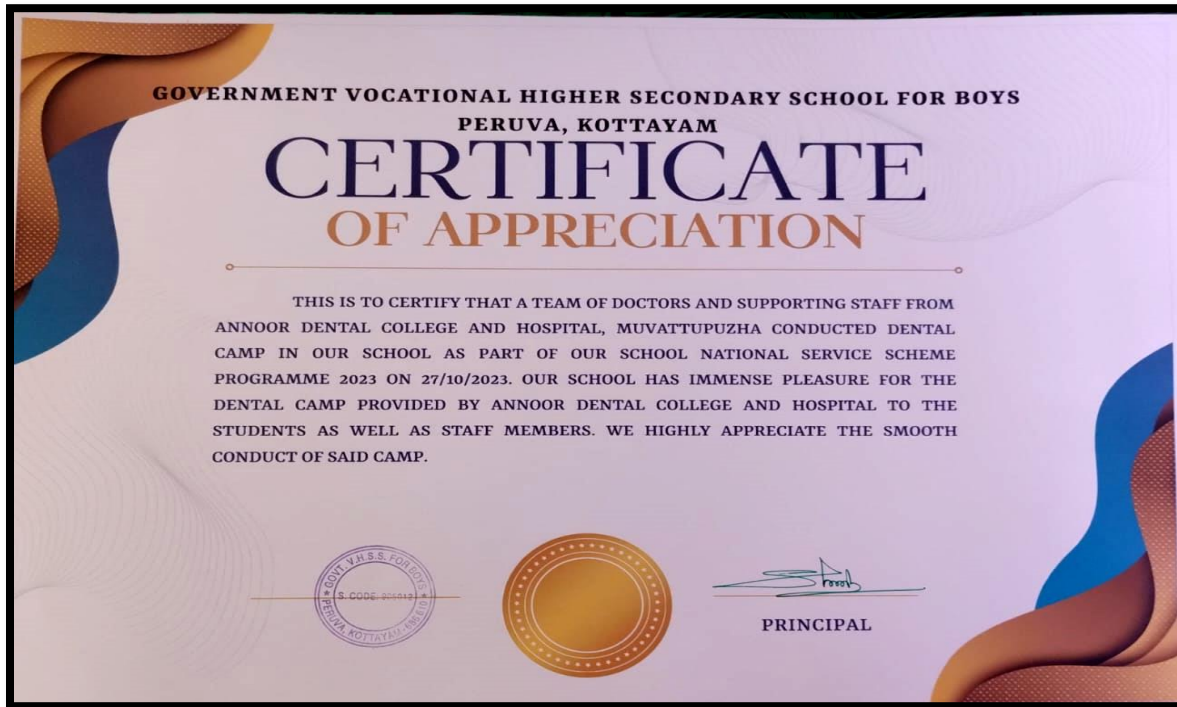 GOVERNMENT VOCATIONAL HIGHER SECONDARY SCHOOL FOR BOYS
PERUVA, KOTTAYAM
CERTIFICATE
OF APPRECIATION
THIS IS TO CERTIFY THAT A TEAM OF DOCTORS AND SUPPORTING STAFF FROM
ANNOOR DENTAL COLLEGE AND HOSPITAL, MUVATTUPUZHA CONDUCTED DENTAL
CAMP IN OUR SCHOOL AS PART OF OUR SCHOOL NATIONAL SERVICE SCHEME
PROGRAMME 2023 ON 27/10/2023. OUR SCHOOL HAS IMMENSE PLEASURE FOR THE
DENTAL CAMP PROVIDED BY ANNOOR DENTAL COLLEGE AND HOSPITAL TO THE
STUDENTS AS WELL AS STAFF MEMBERS. WE HIGHLY APPRECIATE THE SMOOTH
CONDUCT OF SAID CAMP.
GOVT. V.H.S.S. FOR BOYS
S. CODE
PERUVA, KOTTAYAM
PRINCIPAL